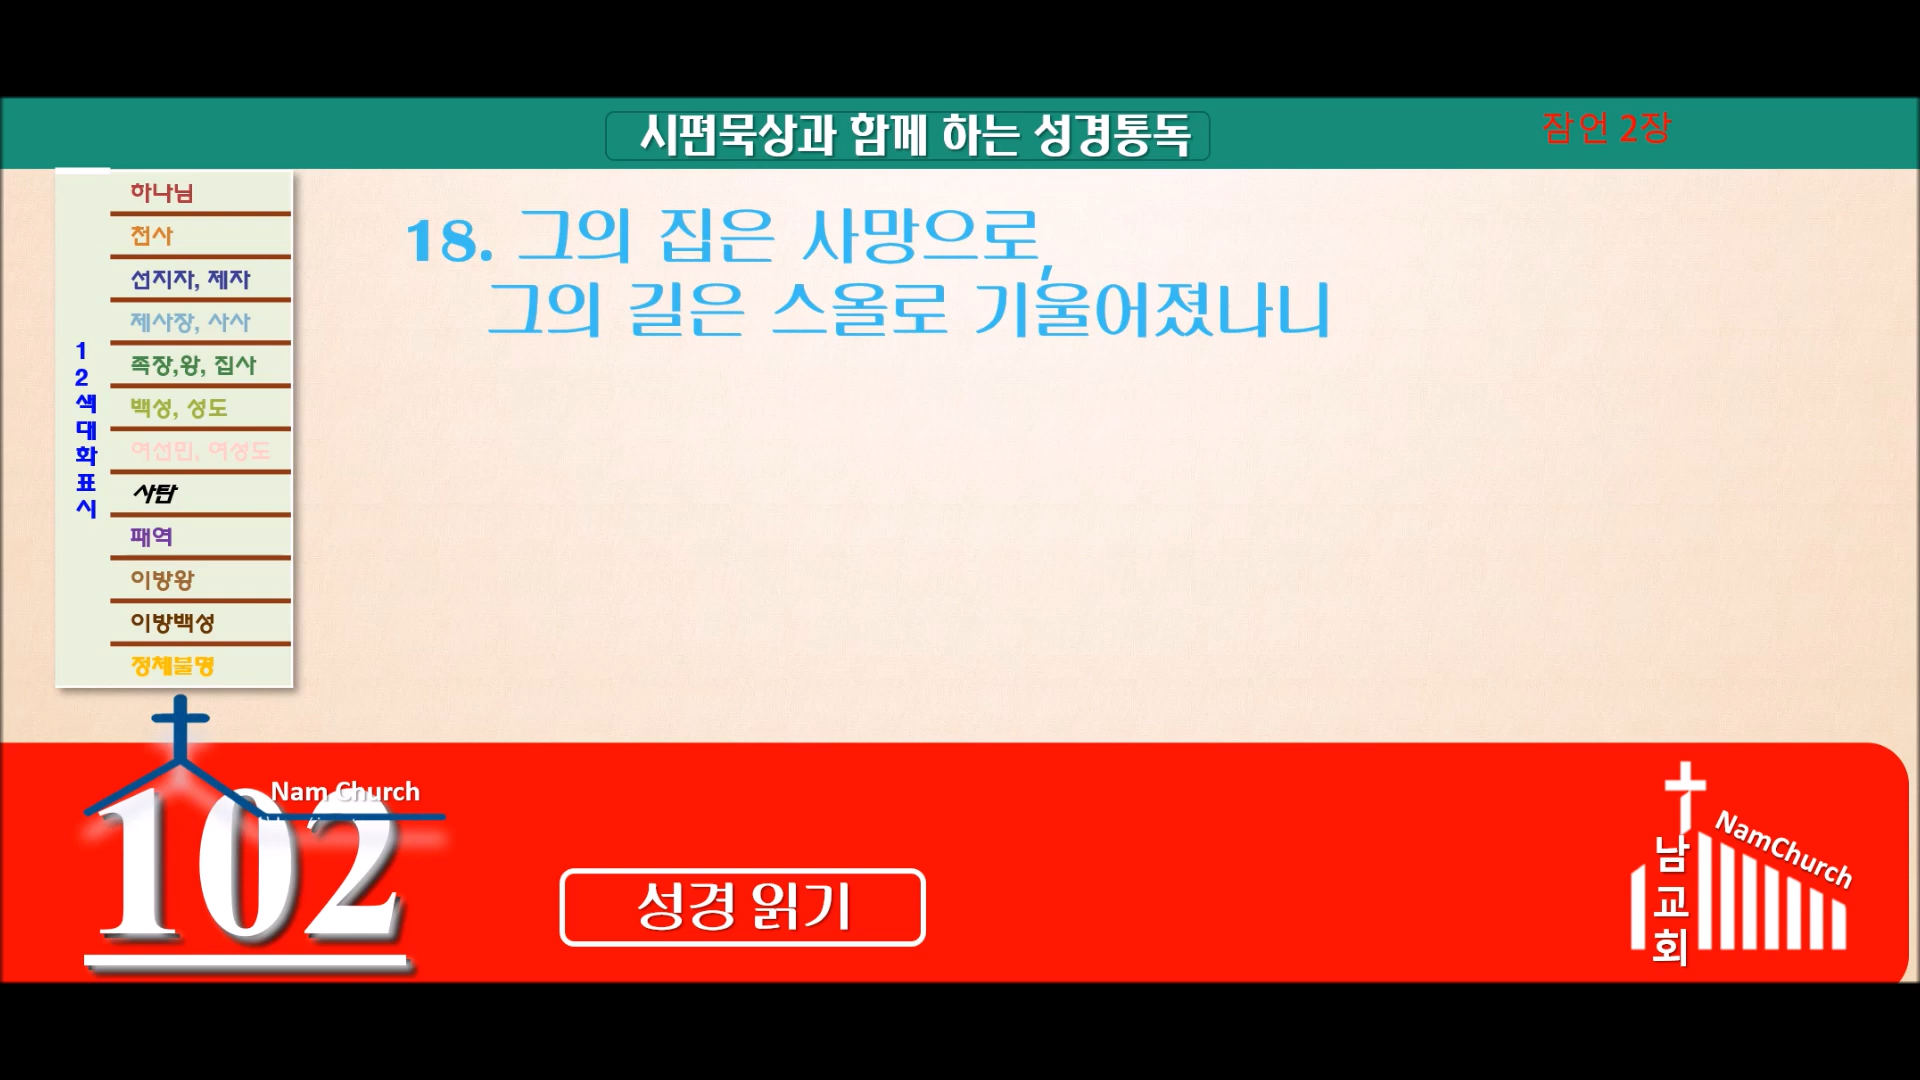 시편묵상과 함께 하는 성경통독
잠언 2장
12색대화표시
하나님
천사
선지자, 제자
제사장, 사사
족장,왕, 집사
백성, 성도
여선민, 여성도
사탄
패역
이방왕
이방백성
정체불명
18. 그의 집은 사망으로,
그의 길은 스올로 기울어졌나니
Nam Church
102
성경 읽기
NamChurch
남교회